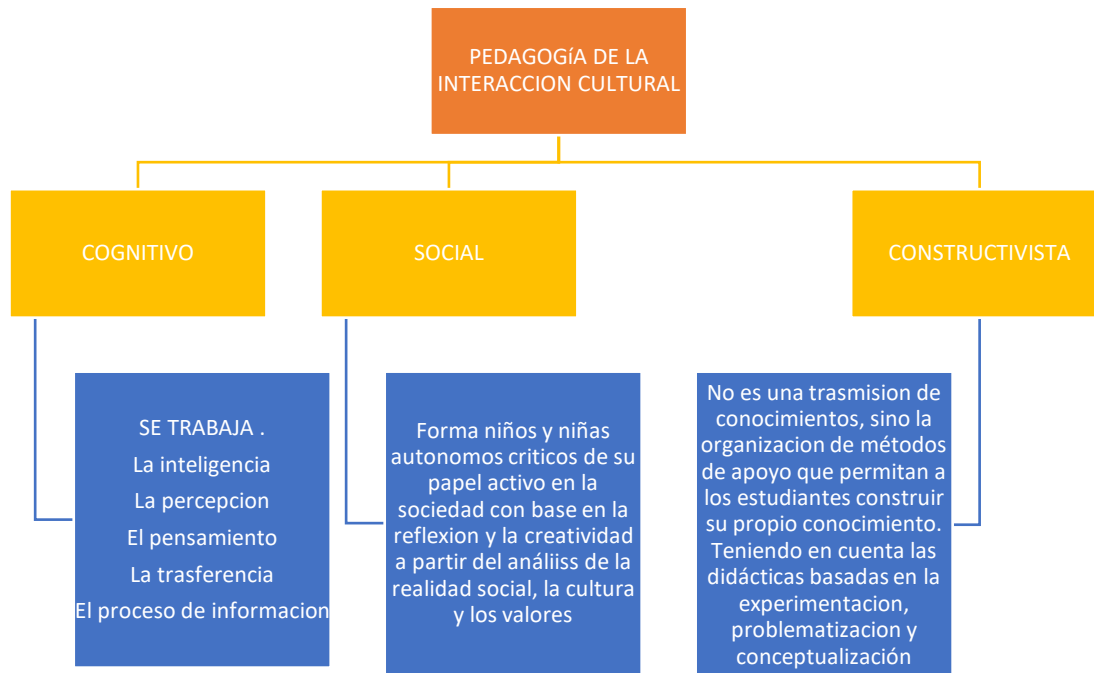 PEDAGOGíA DE LA
INTERACCION CULTURAL
COGNITIVO
SOCIAL
CONSTRUCTIVISTA
SE TRABAJA .
La inteligencia
La percepcion
El pensamiento
La trasferencia
El proceso de informacion
Forma niños y niñas
autonomos criticos de su
papel activo en la
sociedad con base en la
reflexion y la creatividad
a partir del análiiss de la
realidad social, la cultura
y los valores
No es una trasmision de
conocimientos, sino la
organizacion de métodos
de apoyo que permitan a
los estudiantes construir
su propio conocimiento.
Teniendo en cuenta las
didácticas basadas en la
experimentacion,
problematizacion y
conceptualización